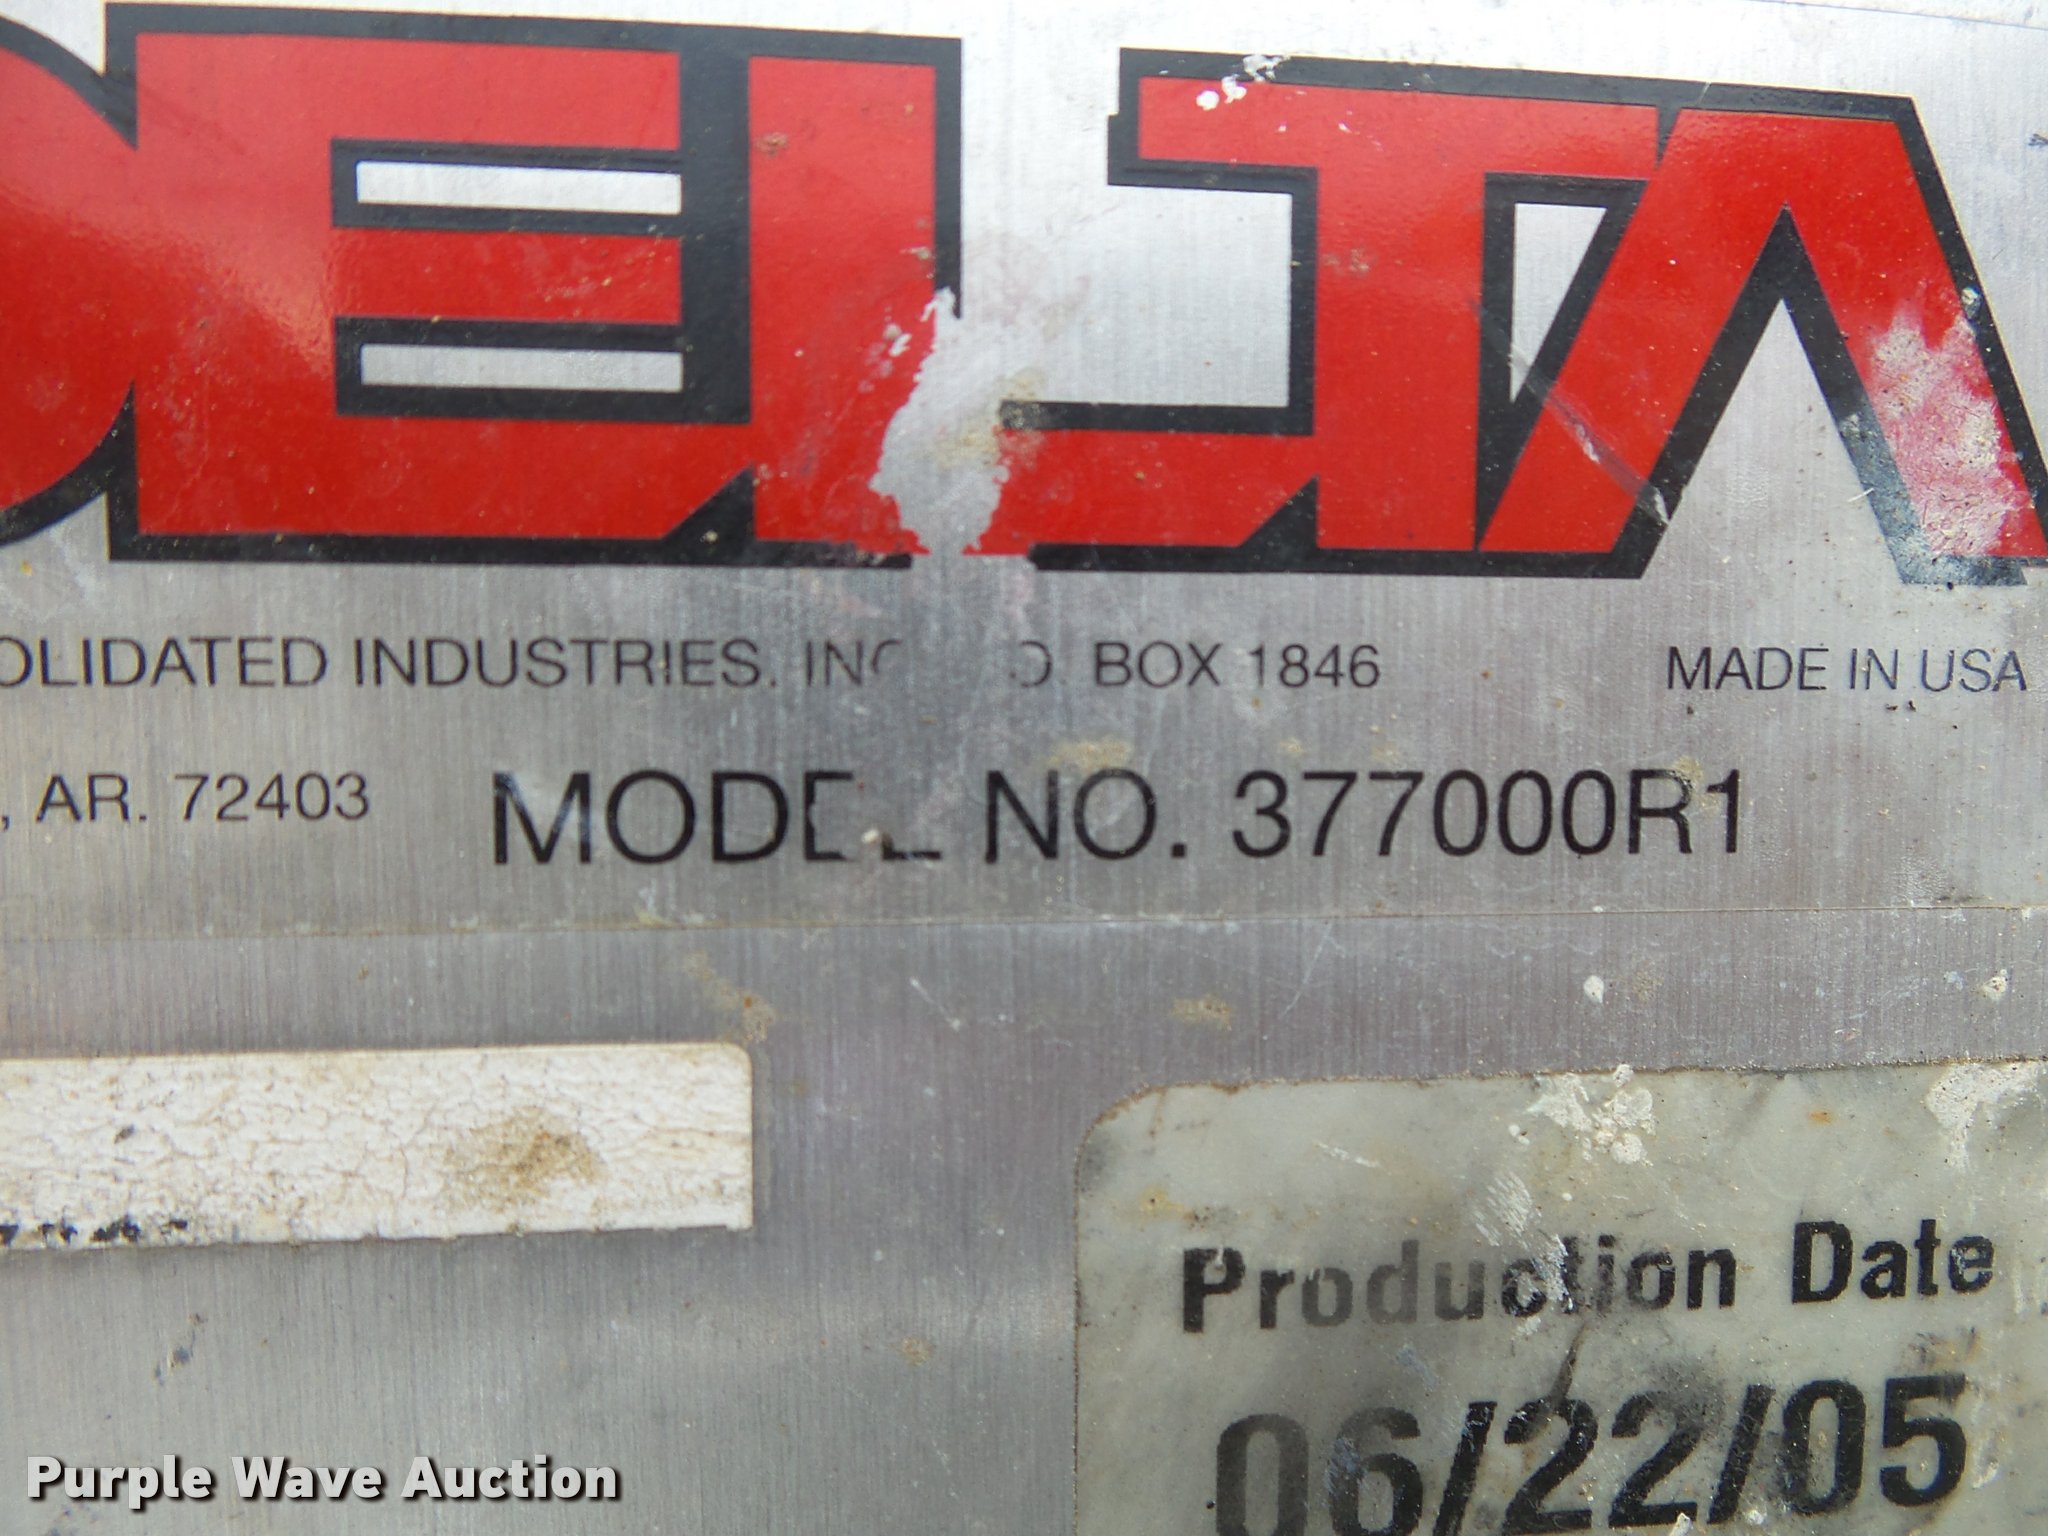 DELTA
OLIDATED INDUSTRIES, INC. P.O. BOX 1846 MADE IN USA
, AR. 72403 MODEL NO. 377000R1
Production Date
06/22/05
Purple Wave Auction